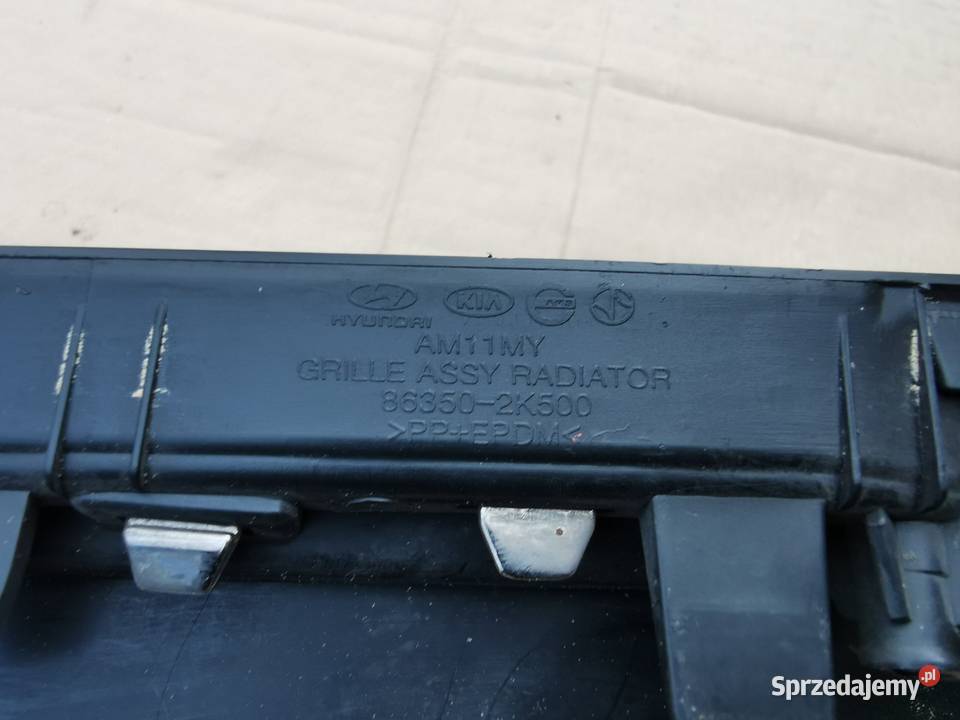 HYUNDAI KIA
AM11MY
GRILLE ASSY RADIATOR
86350-2K500
>PP+EPDM<
Sprzedajemy.pl